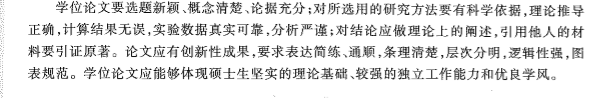 学位论文要选题新颖、概念清楚、论据充分;对所选用的研究方法要有科学依据,理论推导
正确,计算结果无误,实验数据真实可靠,分析严谨;对结论应做理论上的阐述,引用他人的材
料要引证原著。论文应有创新性成果,要求表达简练、通顺,条理清楚,层次分明,逻辑性强,图
表规范。学位论文应能够体现硕士生坚实的理论基础、较强的独立工作能力和优良学风。